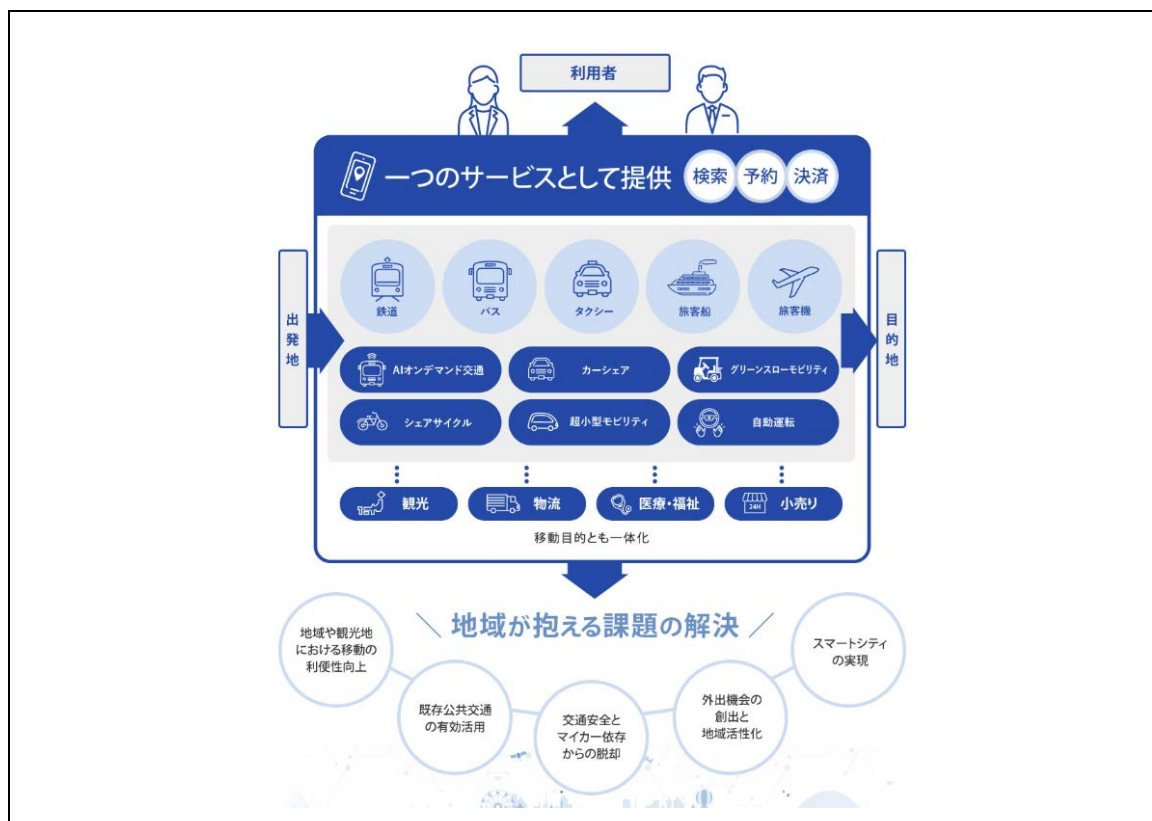 利用者
一つのサービスとして提供 検索 予約 決済
出発地
目的地
鉄道 バス タクシー 旅客船 旅客機
AIオンデマンド交通 カーシェア グリーンスローモビリティ
シェアサイクル 超小型モビリティ 自動運転
観光 物流 医療・福祉 24H 小売り
移動目的とも一体化
地域が抱える課題の解決
地域や観光地
における移動の
利便性向上
既存公共交通
の有効活用
交通安全と
マイカー依存
からの脱却
外出機会の
創出と
地域活性化
スマートシティ
の実現